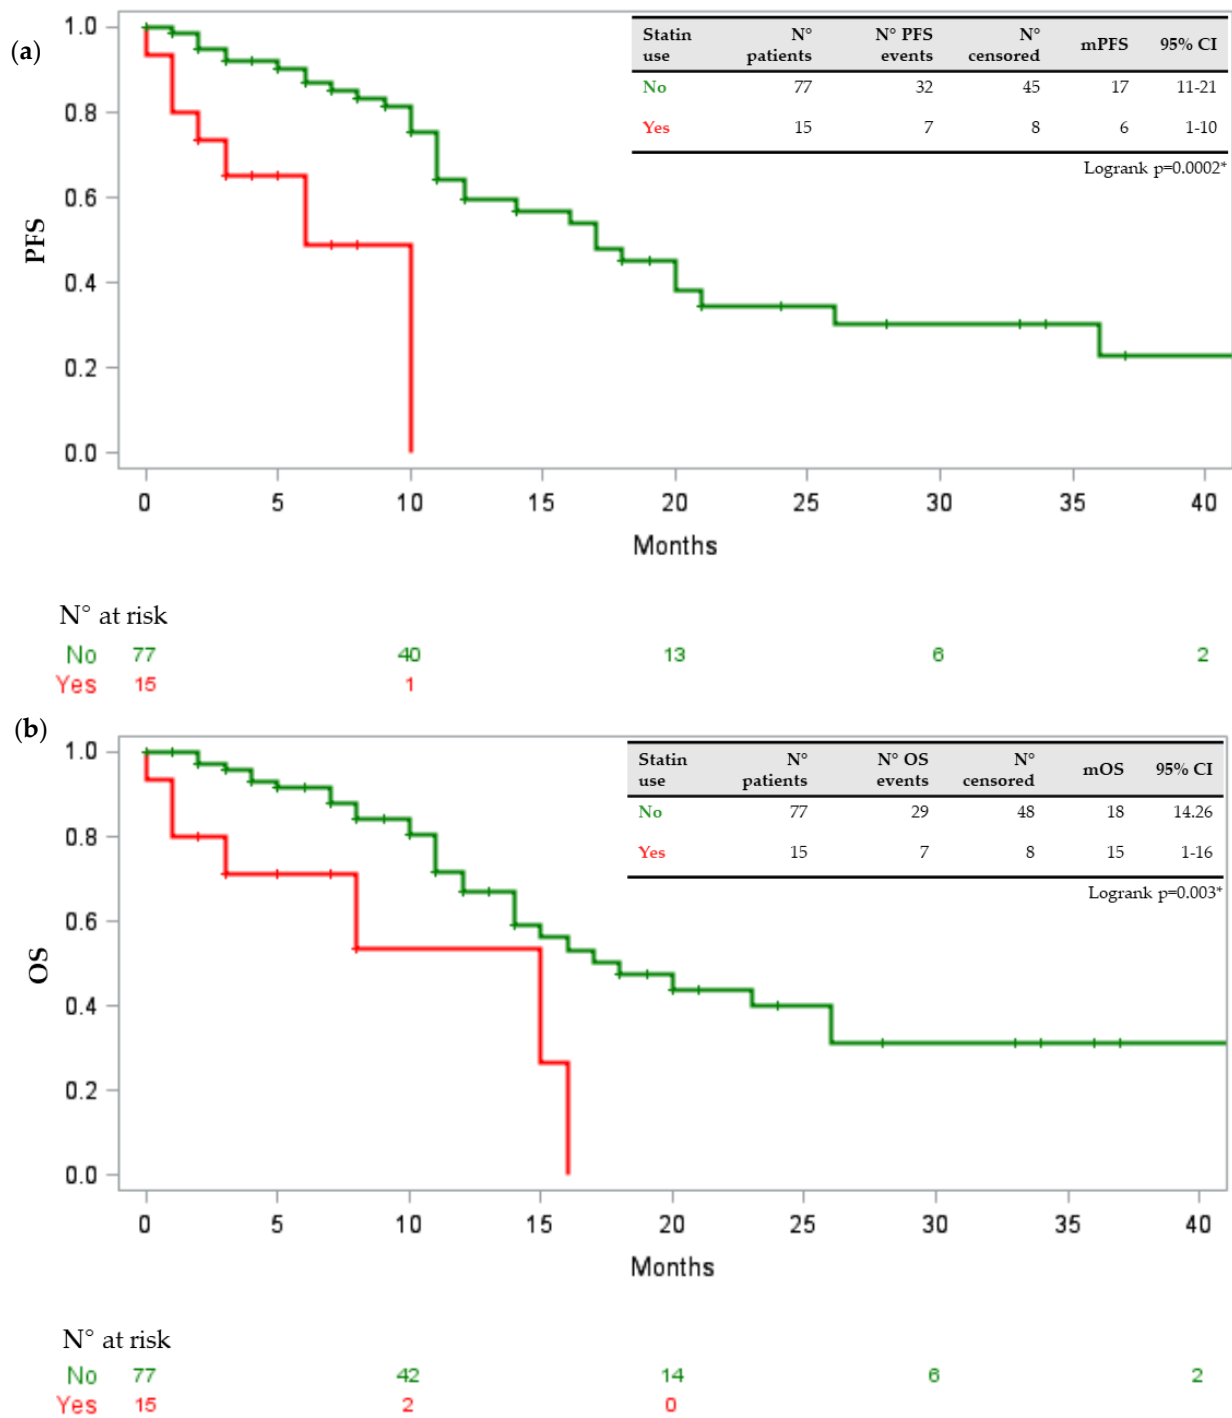 (a)
Statin use N° patients N° PFS events N° censored mPFS 95% CI
No 77 32 45 17 11-21
Yes 15 7 8 6 1-10
Logrank p=0.0002*
PFS
1.0
0.8
0.6
0.4
0.2
0.0
0 5 10 15 20 25 30 35 40
Months
N° at risk
No 77 40 13 6 2
Yes 15 1
(b)
Statin use N° patients N° OS events N° censored mOS 95% CI
No 77 29 48 18 14.26
Yes 15 7 8 15 1-16
Logrank p=0.003*
OS
1.0
0.8
0.6
0.4
0.2
0.0
0 5 10 15 20 25 30 35 40
Months
N° at risk
No 77 42 14 6 2
Yes 15 2 0